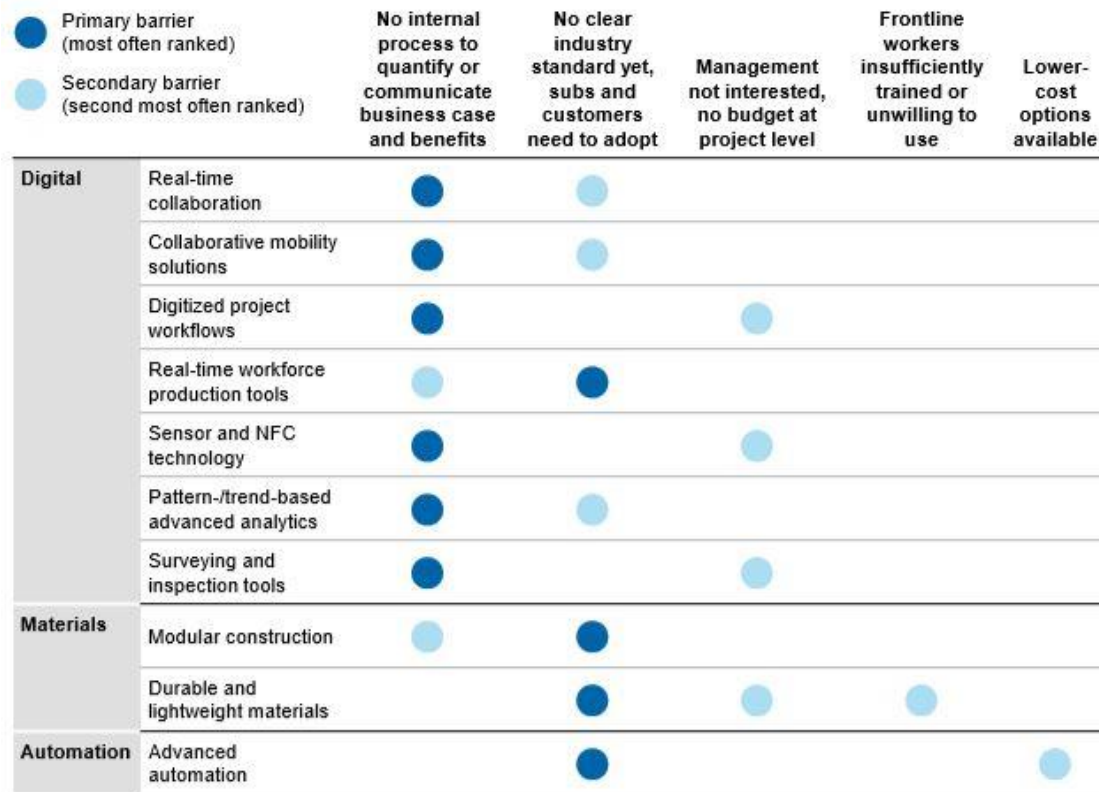 Primary barrier
(most often ranked)
Secondary barrier
(second most often ranked)
No internal
process to
quantify or
communicate
business case
and benefits
No clear
industry
standard yet,
subs and
customers
need to adopt
Management
not interested,
no budget at
project level
Frontline
workers
insufficiently
trained or
unwilling to
use
Lower-
cost
options
available
Digital
Real-time
collaboration
Collaborative mobility
solutions
Digitized project
workflows
Real-time workforce
production tools
Sensor and NFC
technology
Pattern-/trend-based
advanced analytics
Surveying and
inspection tools
Materials
Modular construction
Durable and
lightweight materials
Automation
Advanced
automation